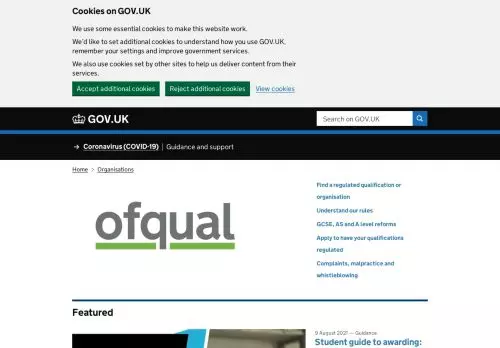 Cookies on GOV.UK
We use some essential cookies to make this website work.
We'd like to set additional cookies to understand how you use GOV.UK,
remember your settings and improve government services.
We also use cookies set by other sites to help us deliver content from their
services.
Accept additional cookies Reject additional cookies View cookies
GOV.UK Search on GOV.UK
→ Coronavirus (COVID-19) | Guidance and support
Home > Organisations
ofqual
Find a regulated qualification or
organisation
Understand our rules
GCSE, AS and A level reforms
Apply to have your qualifications
regulated
Complaints, malpractice and
whistleblowing
Featured
9 August 2021 — Guidance
Student guide to awarding: